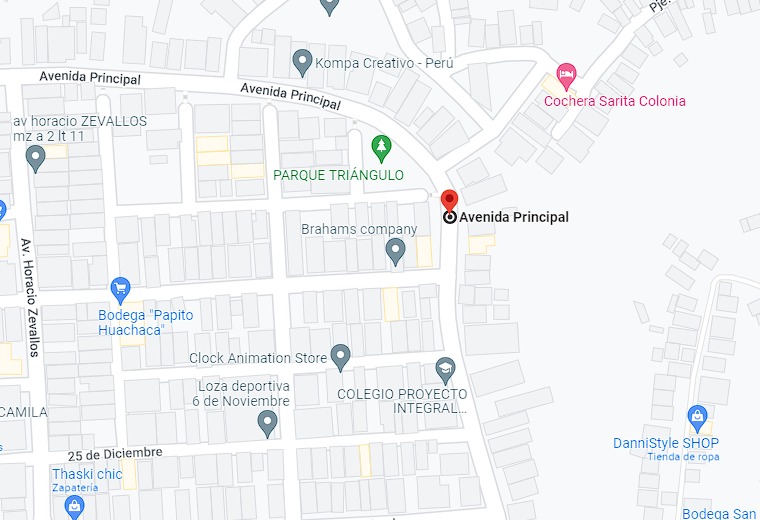 Pje.
Kompa Creativo - Perú
Avenida Principal
Avenida Principal
Cochera Sarita Colonia
av horacio ZEVALLOS
mz a 2 lt 11
PARQUE TRIÁNGULO
Avenida Principal
Brahams company
Av. Horacio Zevallos
Bodega "Papito
Huachaca"
Clock Animation Store
Loza deportiva
6 de Noviembre
COLEGIO PROYECTO
INTEGRAL...
CAMILA
DanniStyle SHOP
Tienda de ropa
s
25 de Diciembre
Thaski chic
Zapatería
Bodega San